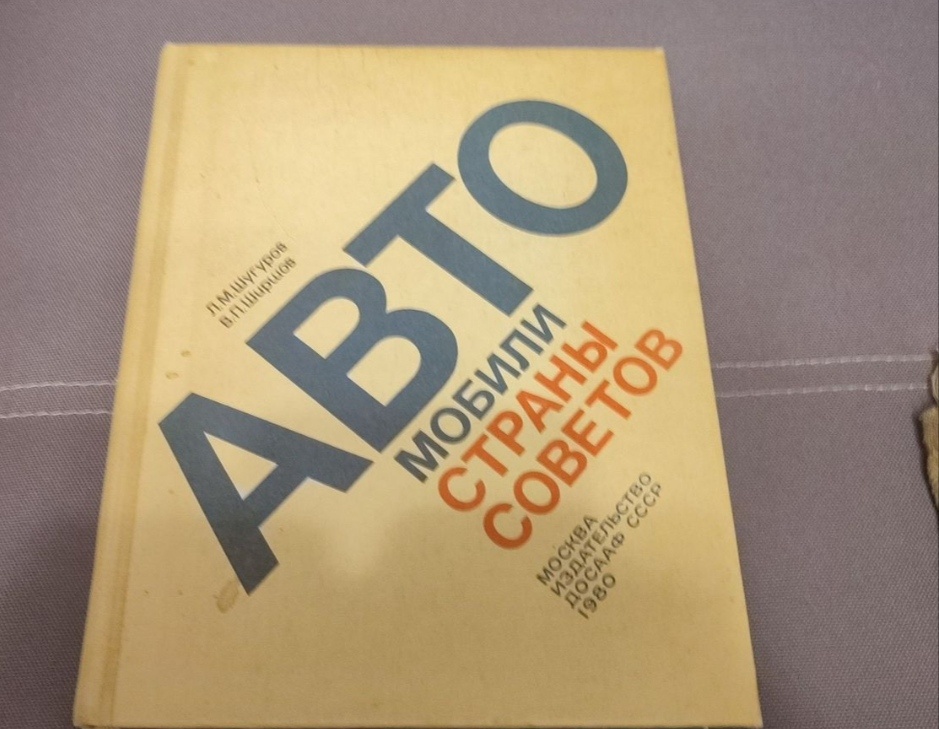 Л.М.Шугуров
В.П.Ширшов
АВТО
МОБИЛИ
СТРАНЫ
СОВЕТОВ
МОСКВА
ИЗДАТЕЛЬСТВО
ДОСААФ СССР
1980